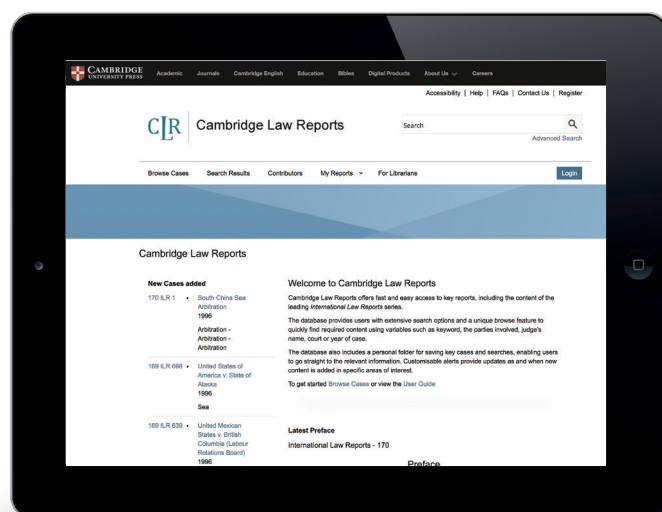 CAMBRIDGE
UNIVERSITY PRESS
Academic Journals Cambridge English Education Bibles Digital Products About Us Careers
Accessibility | Help | FAQs | Contact Us | Register
CLR Cambridge Law Reports
Search
Advanced Search
Browse Cases Search Results Contributors My Reports For Librarians Login
Cambridge Law Reports
New Cases added
170 ILR 1 • South China Sea
Arbitration
1996
Arbitration -
Arbitration -
Arbitration
169 ILR 698 • United States of
America v. State of
Alaska
1996
Sea
169 ILR 639 • United Mexican
States v. British
Columbia (Labour
Relations Board)
1996
Welcome to Cambridge Law Reports
Cambridge Law Reports offers fast and easy access to key reports, including the content of the
leading International Law Reports series.
The database provides users with extensive search options and a unique browse feature to
quickly find required content using variables such as keyword, the parties involved, judge's
name, court or year of case.
The database also includes a personal folder for saving key cases and searches, enabling users
to go straight to the relevant information. Customisable alerts provide updates as and when new
content is added in specific areas of interest.
To get started Browse Cases or view the User Guide
Latest Preface
International Law Reports - 170
Preface